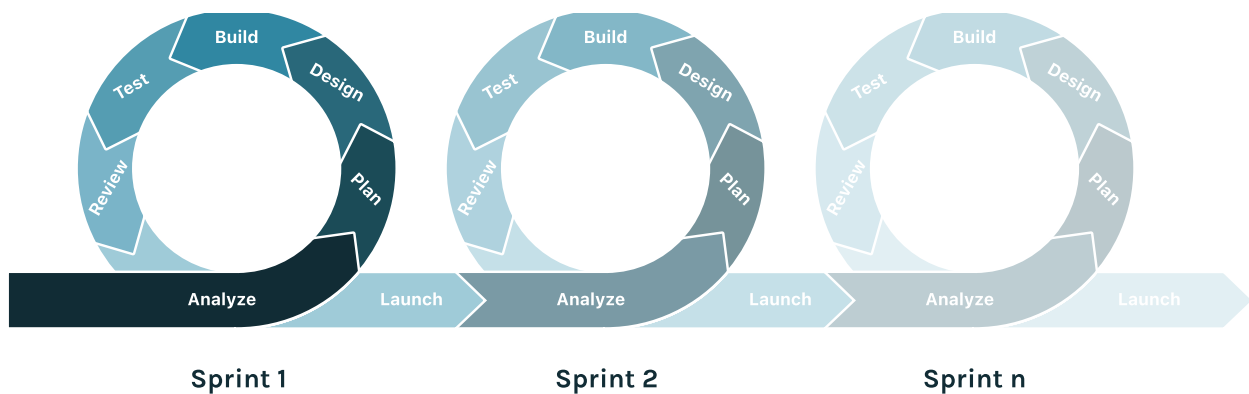 Build
Design
Test
Plan
Review
Analyze
Launch
Sprint 1
Build
Design
Test
Plan
Review
Analyze
Launch
Sprint 2
Build
Design
Test
Plan
Review
Analyze
Launch
Sprint n